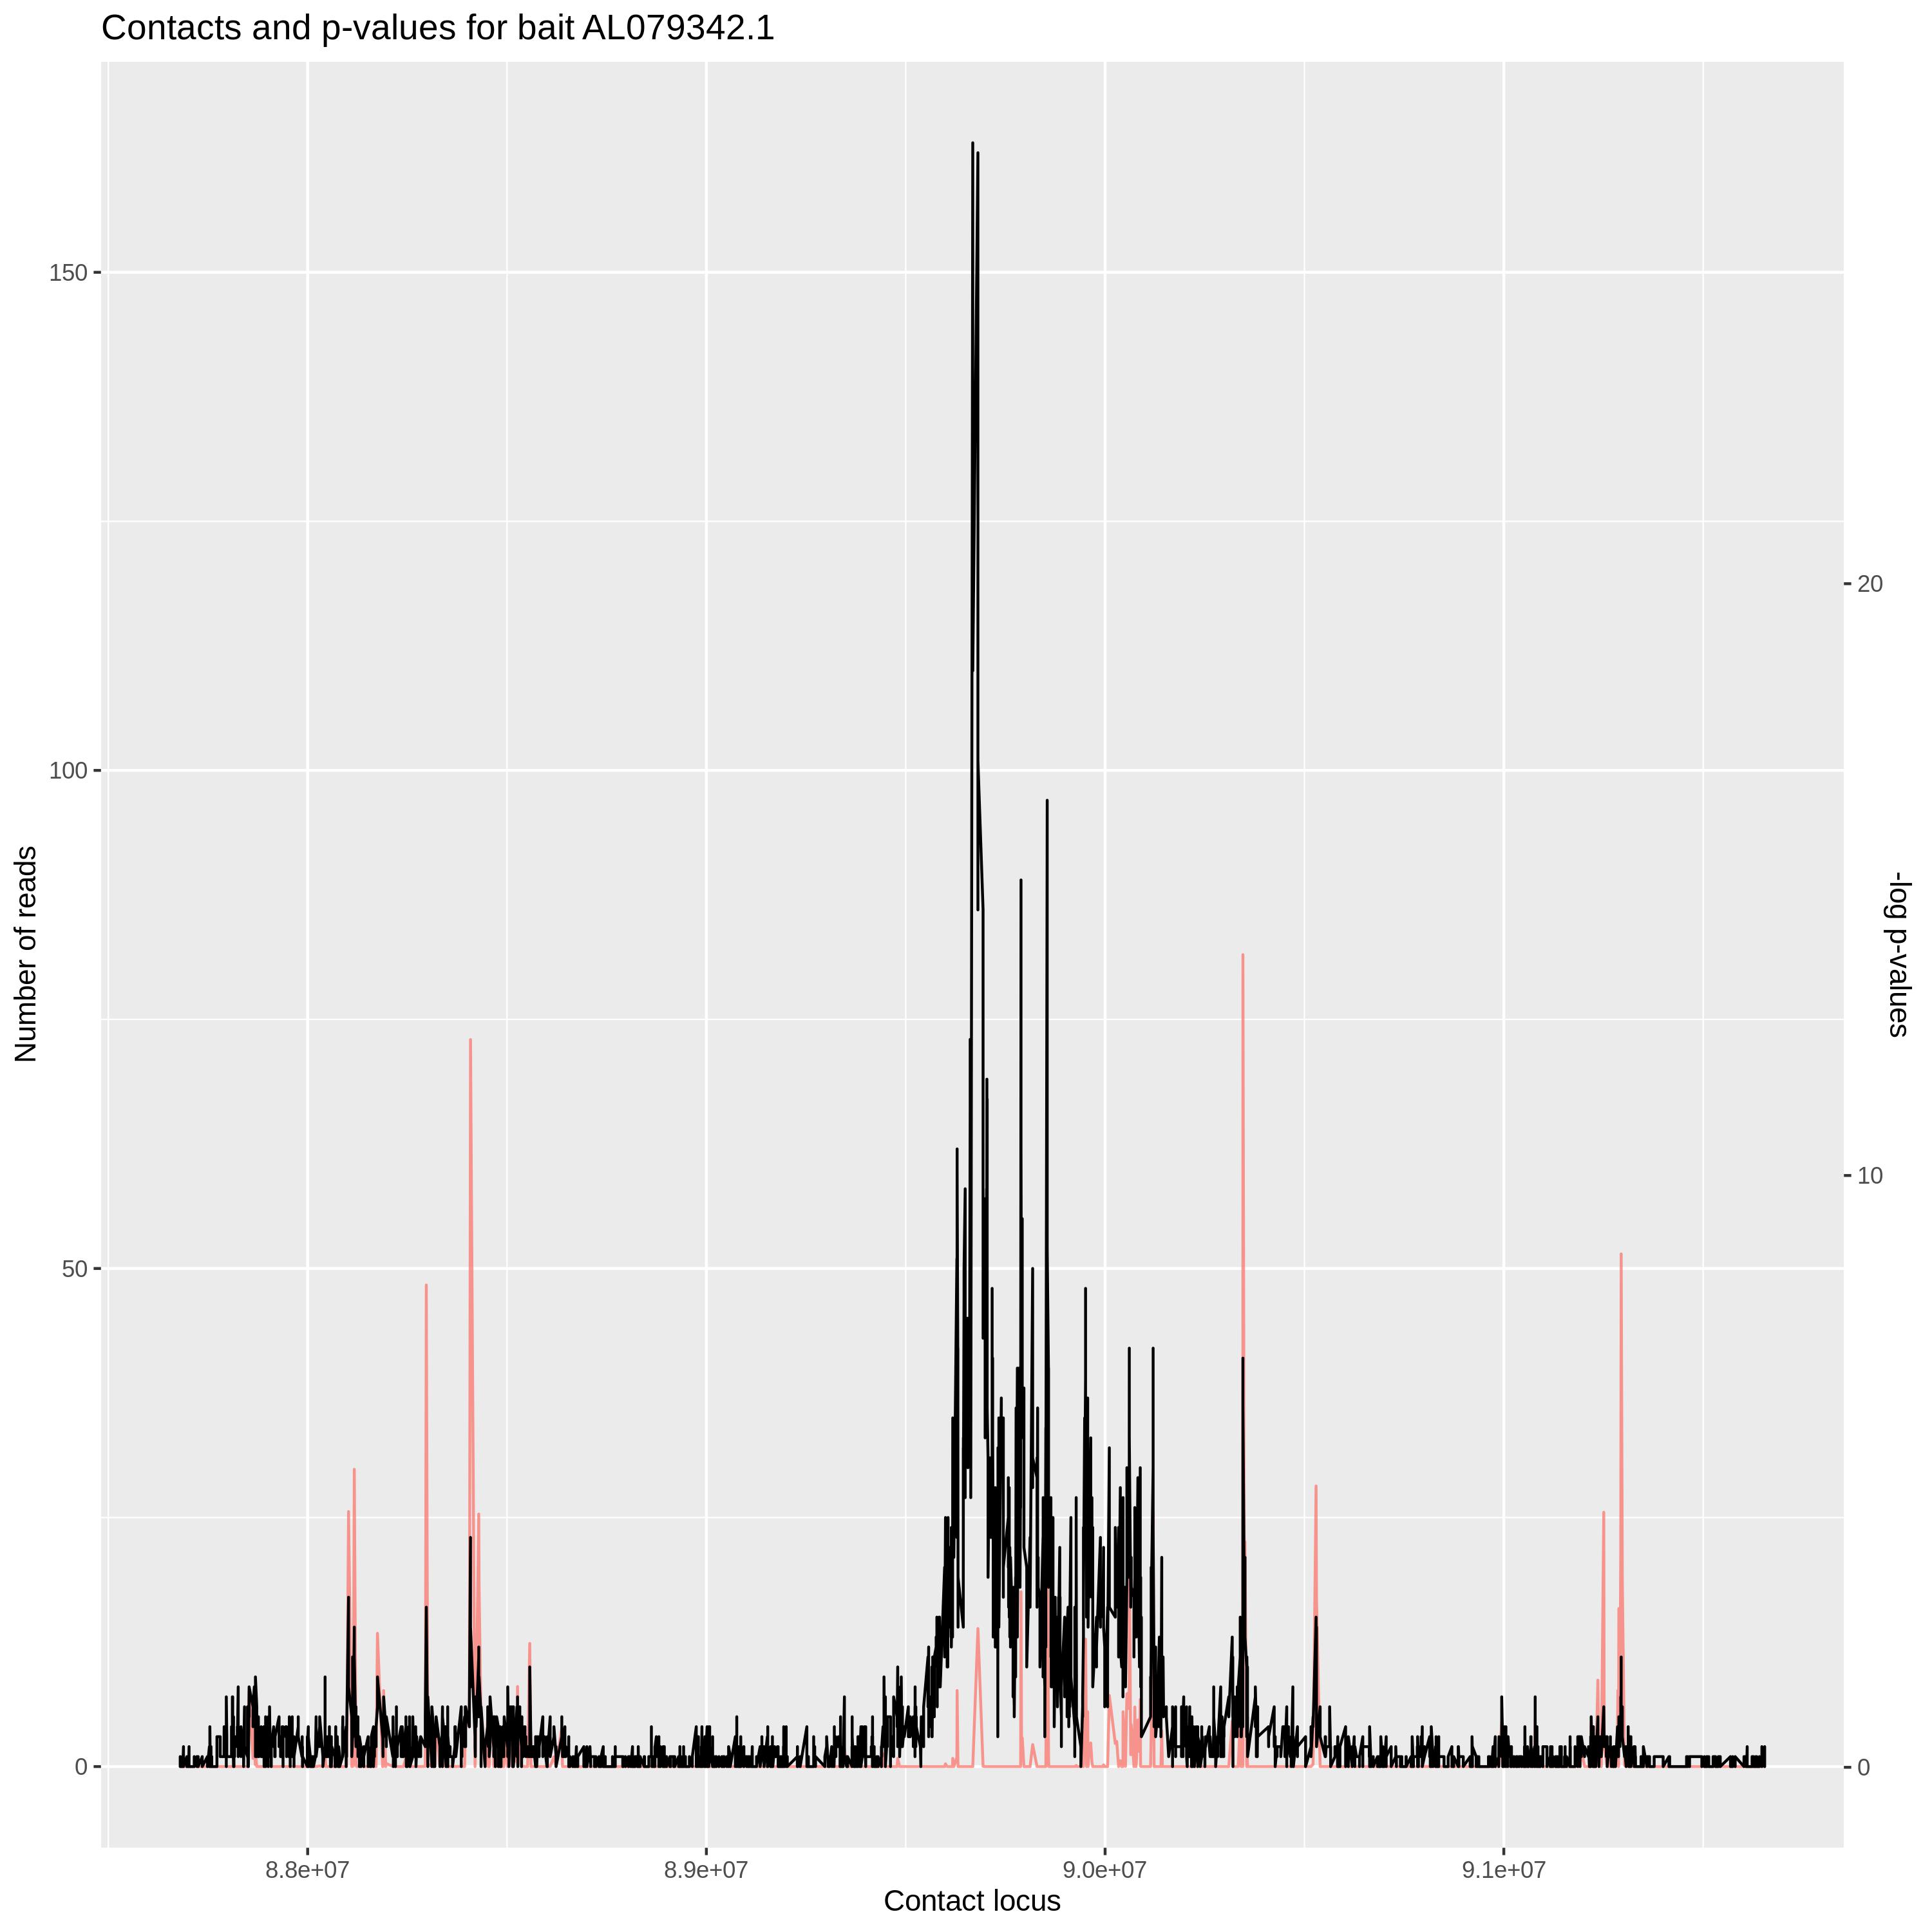 Contacts and p-values for bait AL079342.1
150
100
50
0
Number of reads
20
10
0
-log p-values
8.8e+07
8.9e+07
9.0e+07
9.1e+07
Contact locus